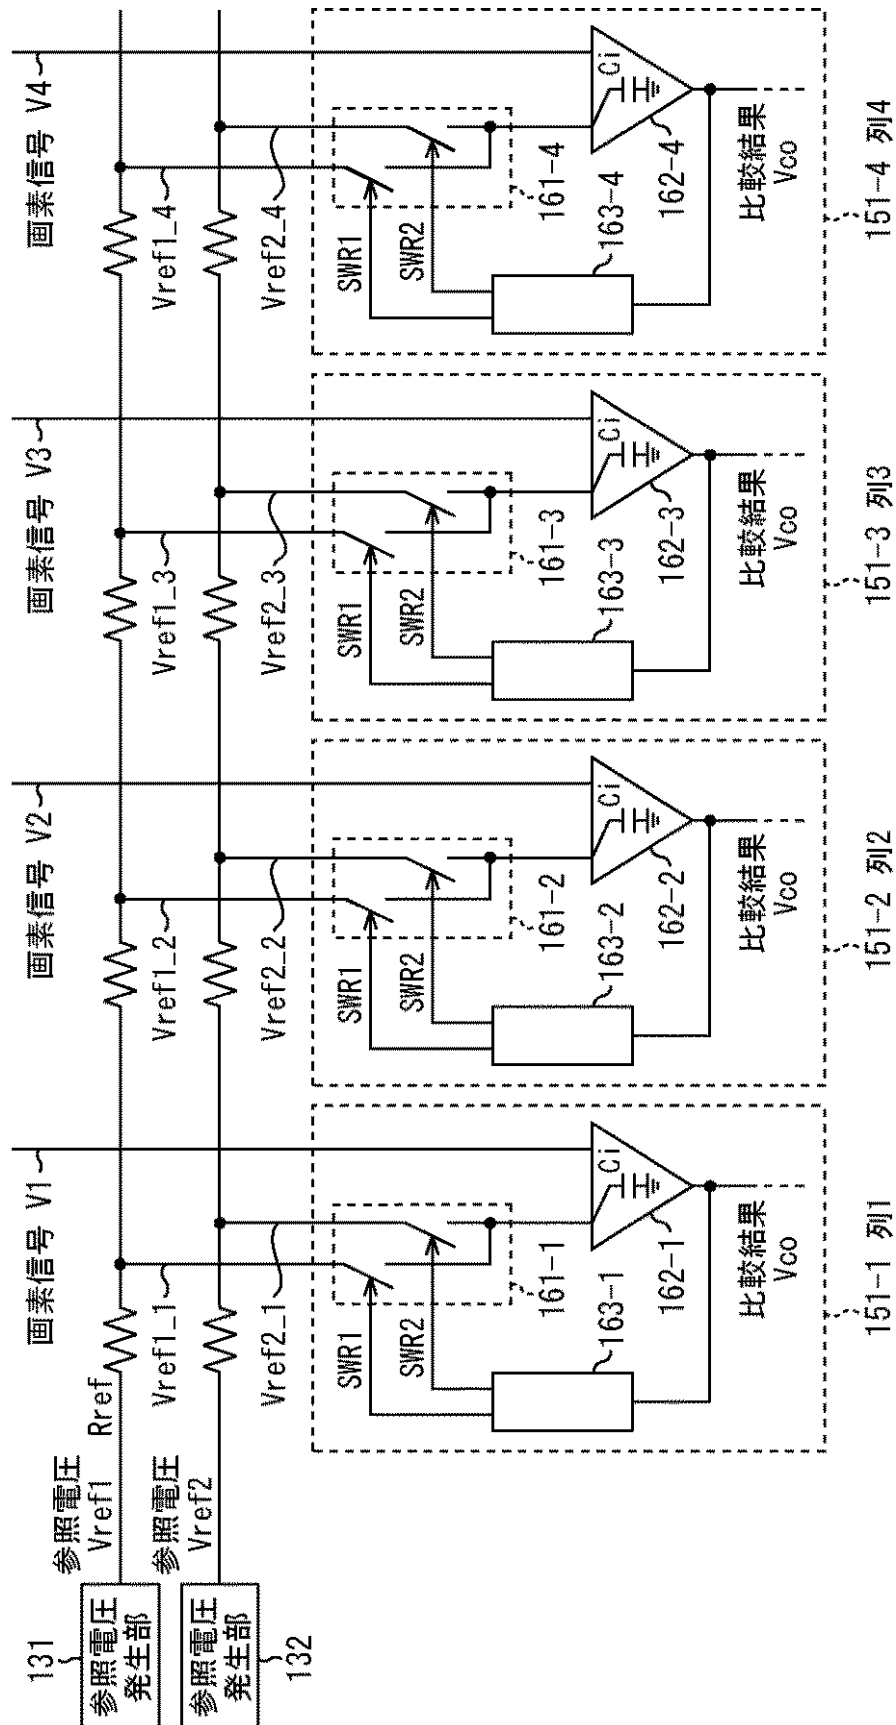 131
参照電圧
発生部
参照電圧
Vref1
Rref
参照電圧
発生部
132
参照電圧
Vref2
画素信号 V1
Vref1_1
Vref2_1
SWR1
SWR2
161-1
163-1
Ci
162-1
比較結果
Vco
151-1 列1
画素信号 V2
Vref1_2
Vref2_2
SWR1
SWR2
161-2
163-2
Ci
162-2
比較結果
Vco
151-2 列2
画素信号 V3
Vref1_3
Vref2_3
SWR1
SWR2
161-3
163-3
Ci
162-3
比較結果
Vco
151-3 列3
画素信号 V4
Vref1_4
Vref2_4
SWR1
SWR2
161-4
163-4
Ci
162-4
比較結果
Vco
151-4 列4